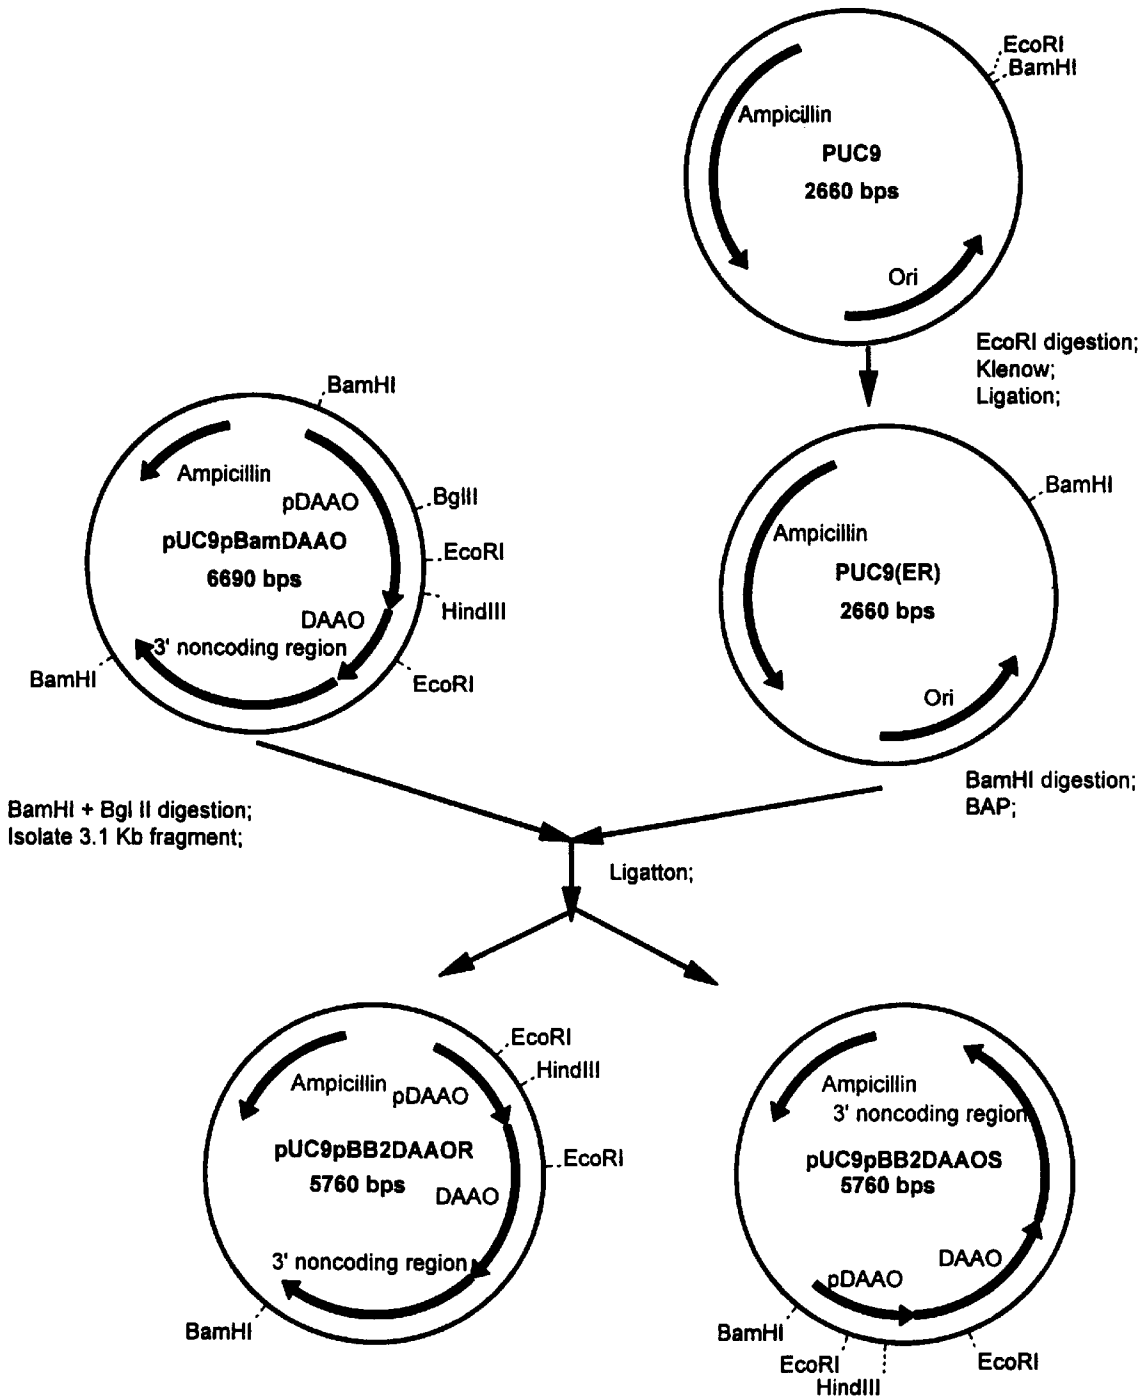 EcoRI
BamHI
Ampicillin
PUC9
2660 bps
Ori
EcoRI digestion;
Klenow;
Ligation;
BamHI
Ampicillin
pDAAO
BglII
pUC9pBamDAAO
6690 bps
EcoRI
HindIII
DAAO
3' noncoding region
BamHI
EcoRI
BamHI
Ampicillin
PUC9(ER)
2660 bps
Ori
BamHI + Bgl II digestion;
Isolate 3.1 Kb fragment;
BamHI digestion;
BAP;
Ligatton;
EcoRI
HindIII
Ampicillin
pDAAO
pUC9pBB2DAAOR
5760 bps
EcoRI
DAAO
3' noncoding region
BamHI
Ampicillin
3' noncoding region
pUC9pBB2DAAOS
5760 bps
DAAO
pDAAO
BamHI
EcoRI
HindIII
EcoRI